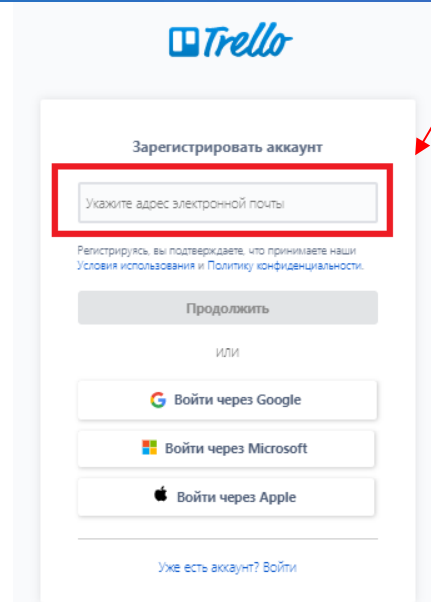 Trello
Зарегистрировать аккаунт
Укажите адрес электронной почты
Регистрируясь, вы подтверждаете, что принимаете наши
Условия использования и Политику конфиденциальности.
Продолжить
ИЛИ
Войти через Google
Войти через Microsoft
Войти через Apple
Уже есть аккаунт? Войти